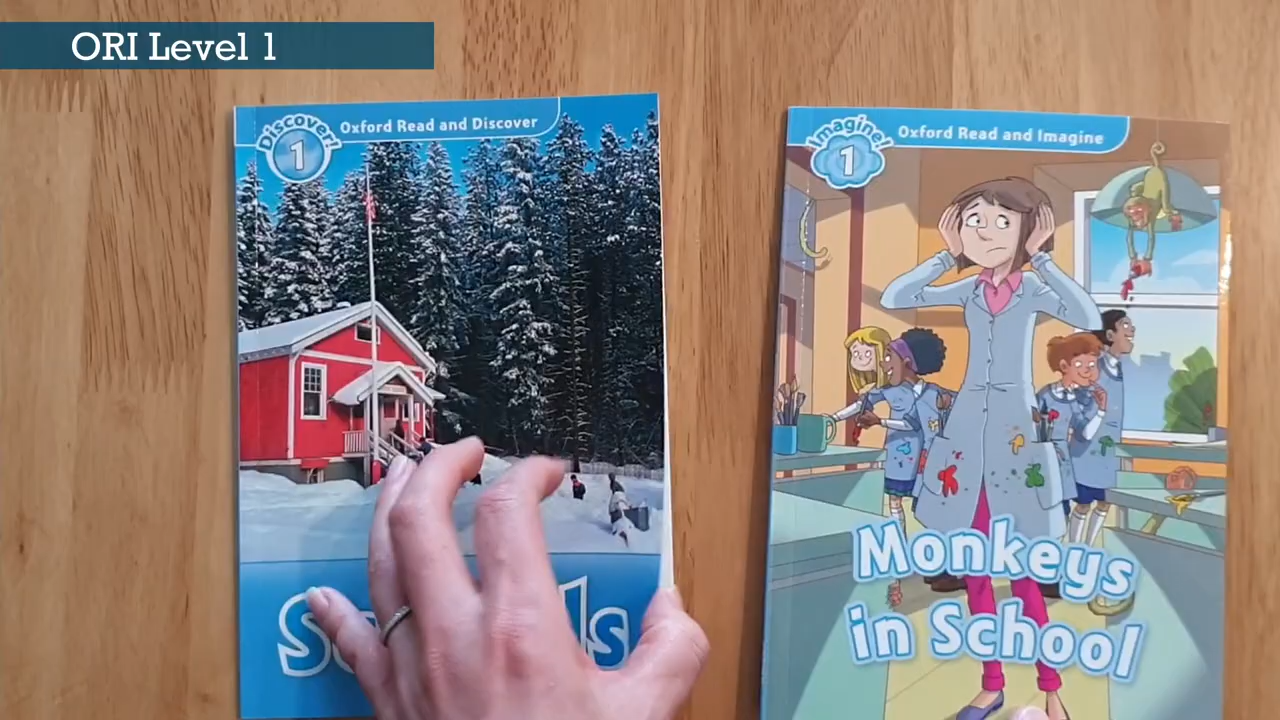 ORI Level 1
Discover!
1
Oxford Read and Discover
Imagine!
1
Oxford Read and Imagine
Monkeys
in School